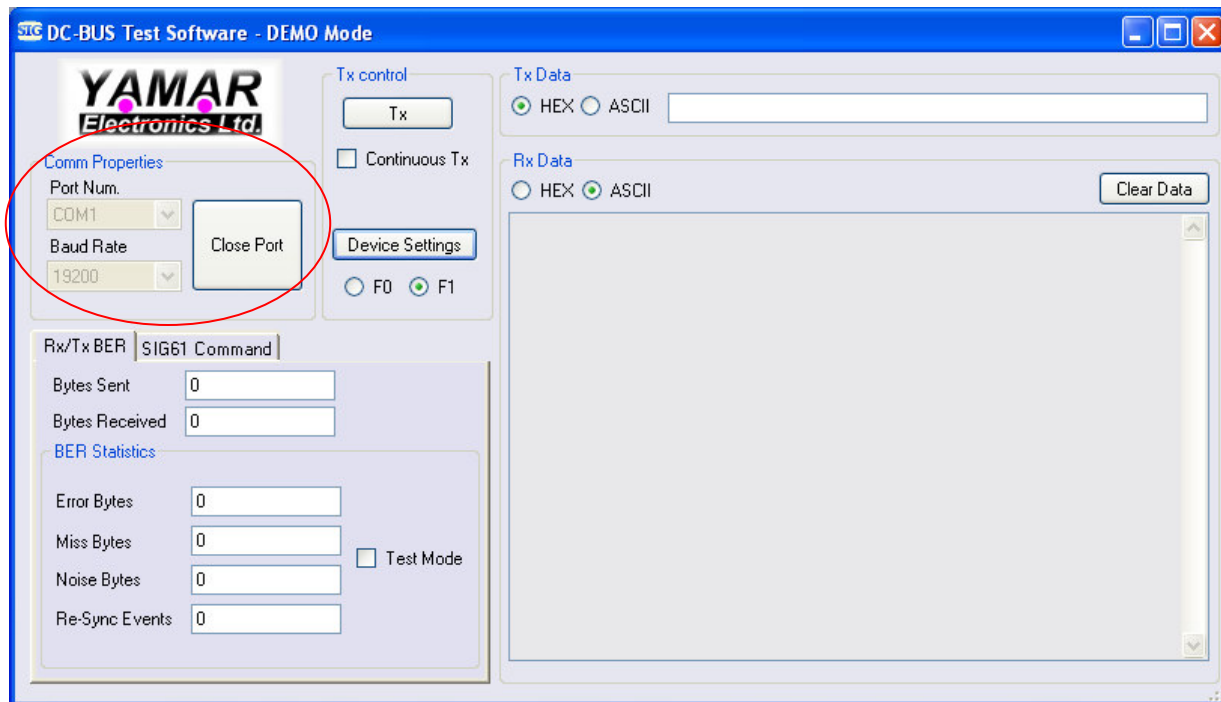 SIG DC-BUS Test Software - DEMO Mode
YAMAR
Electronics Ltd.
Comm Properties
Port Num.
COM1
Baud Rate
19200
Close Port
Tx control
Tx
Continuous Tx
Device Settings
F0 F1
Tx Data
HEX ASCII
Rx Data
HEX ASCII
Clear Data
Rx/Tx BER SIG61 Command
Bytes Sent 0
Bytes Received 0
BER Statistics
Error Bytes 0
Miss Bytes 0
Noise Bytes 0
Re-Sync Events 0
Test Mode